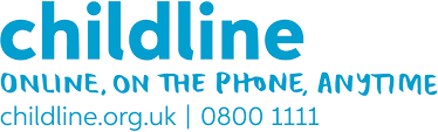 childline
ONLINE, ON THE PHONE, ANYTIME
childline.org.uk | 0800 1111